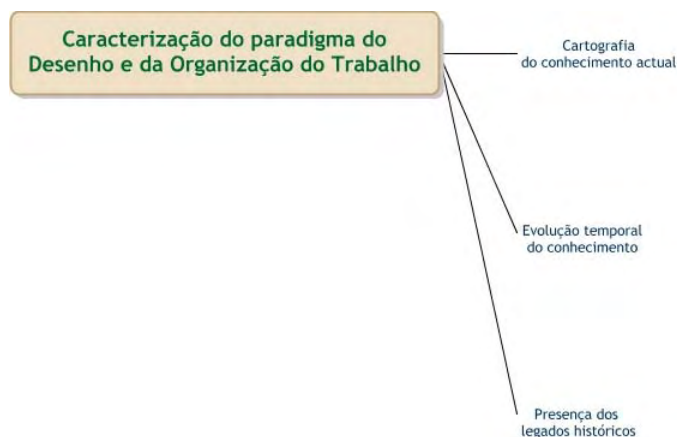 Caracterização do paradigma do
Desenho e da Organização do Trabalho
Cartografia
do conhecimento actual
Evolução temporal
do conhecimento
Presença dos
legados históricos